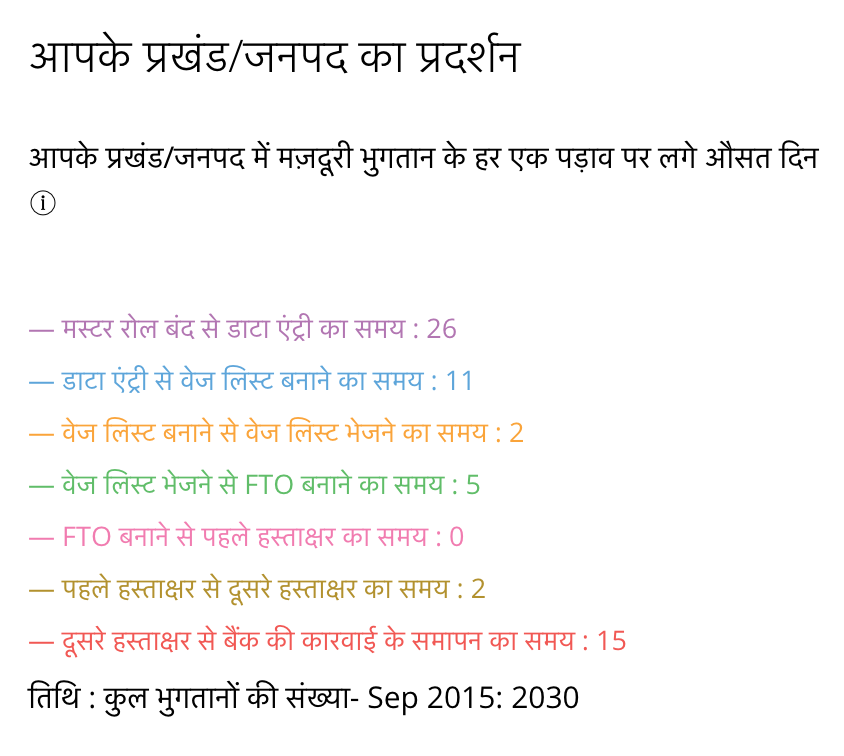 आपके प्रखंड/जनपद का प्रदर्शन
आपके प्रखंड/जनपद में मज़दूरी भुगतान के हर एक पड़ाव पर लगे औसत दिन
ⓘ
— मस्टर रोल बंद से डाटा एंट्री का समय : 26
— डाटा एंट्री से वेज लिस्ट बनाने का समय : 11
— वेज लिस्ट बनाने से वेज लिस्ट भेजने का समय : 2
— वेज लिस्ट भेजने से FTO बनाने का समय : 5
— FTO बनाने से पहले हस्ताक्षर का समय : 0
— पहले हस्ताक्षर से दूसरे हस्ताक्षर का समय : 2
— दूसरे हस्ताक्षर से बैंक की कारवाई के समापन का समय : 15
तिथि : कुल भुगतानों की संख्या- Sep 2015: 2030